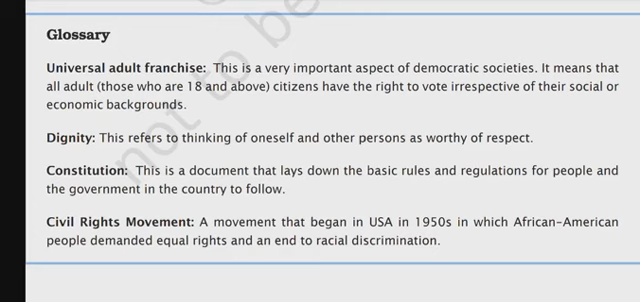 Glossary
Universal adult franchise: This is a very important aspect of democratic societies. It means that
all adult (those who are 18 and above) citizens have the right to vote irrespective of their social or
economic backgrounds.
Dignity: This refers to thinking of oneself and other persons as worthy of respect.
Constitution: This is a document that lays down the basic rules and regulations for people and
the government in the country to follow.
Civil Rights Movement: A movement that began in USA in 1950s in which African-American
people demanded equal rights and an end to racial discrimination.
not to be